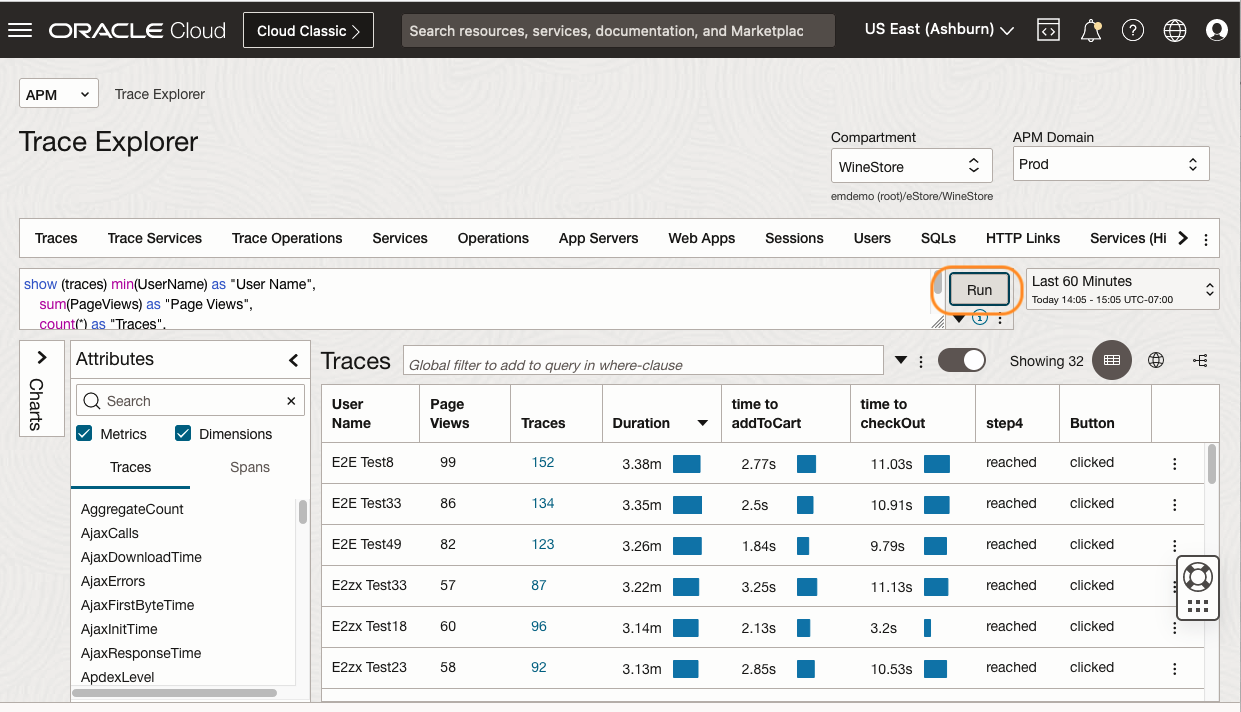 ORACLE Cloud
Cloud Classic
Search resources, services, documentation, and Marketplac
US East (Ashburn)
APM
Trace Explorer
Trace Explorer
Compartment
APM Domain
WineStore
Prod
emdemo (root)/eStore/WineStore
Traces Trace Services Trace Operations Services Operations App Servers Web Apps Sessions Users SQLs HTTP Links Services (Hi
show (traces) min(UserName) as "User Name",
sum(PageViews) as "Page Views",
count(*) as "Traces",
Run
Last 60 Minutes
Today 14:05 - 15:05 UTC-07:00
Charts
Attributes
Search
Metrics Dimensions
Traces Spans
AggregateCount
AjaxCalls
AjaxDownloadTime
AjaxErrors
AjaxFirstByteTime
AjaxInitTime
AjaxResponseTime
ApdexLevel
Traces
Global filter to add to query in where-clause
Showing 32
User Name Page Views Traces Duration time to addToCart time to checkOut step4 Button
E2E Test8 99 152 3.38m 2.77s 11.03s reached clicked
E2E Test33 86 134 3.35m 2.5s 10.91s reached clicked
E2E Test49 82 123 3.26m 1.84s 9.79s reached clicked
E2zx Test33 57 87 3.22m 3.25s 11.13s reached clicked
E2zx Test18 60 96 3.14m 2.13s 3.2s reached clicked
E2zx Test23 58 92 3.13m 2.85s 10.53s reached clicked